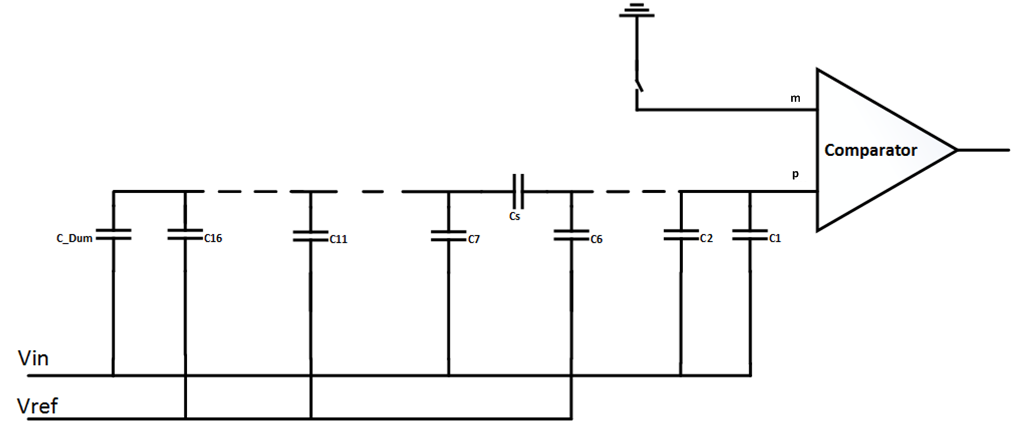 m
Comparator
p
Cs
C_Dum
C16
C11
C7
C6
C2
C1
Vin
Vref